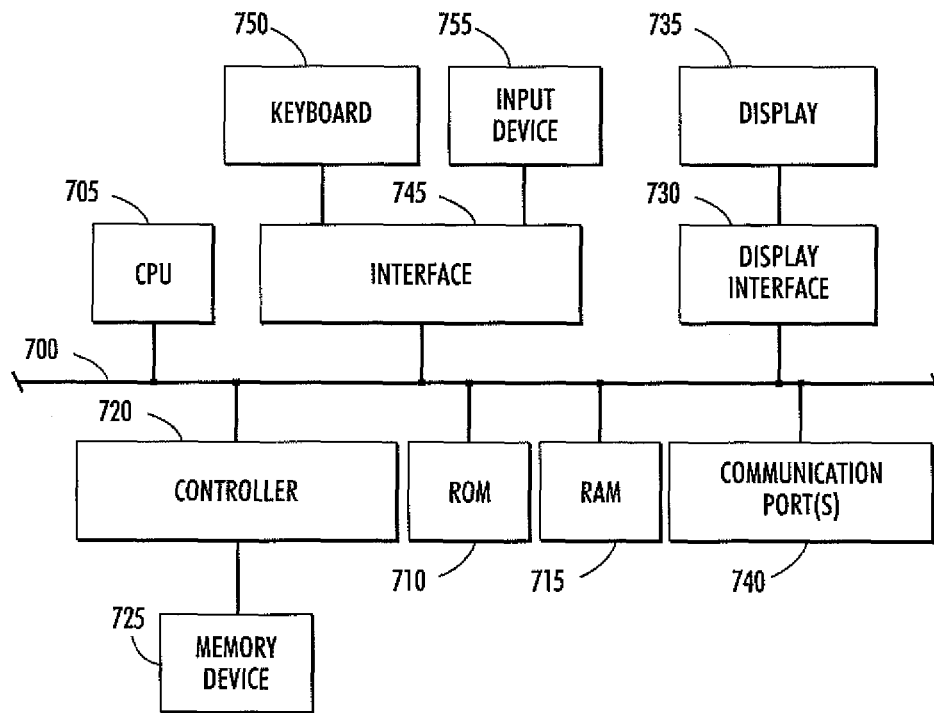 750
755
735
KEYBOARD
INPUT
DEVICE
DISPLAY
705
745
730
CPU
INTERFACE
DISPLAY
INTERFACE
700
720
CONTROLLER
ROM
RAM
COMMUNICATION
PORT(S)
710
715
740
725
MEMORY
DEVICE